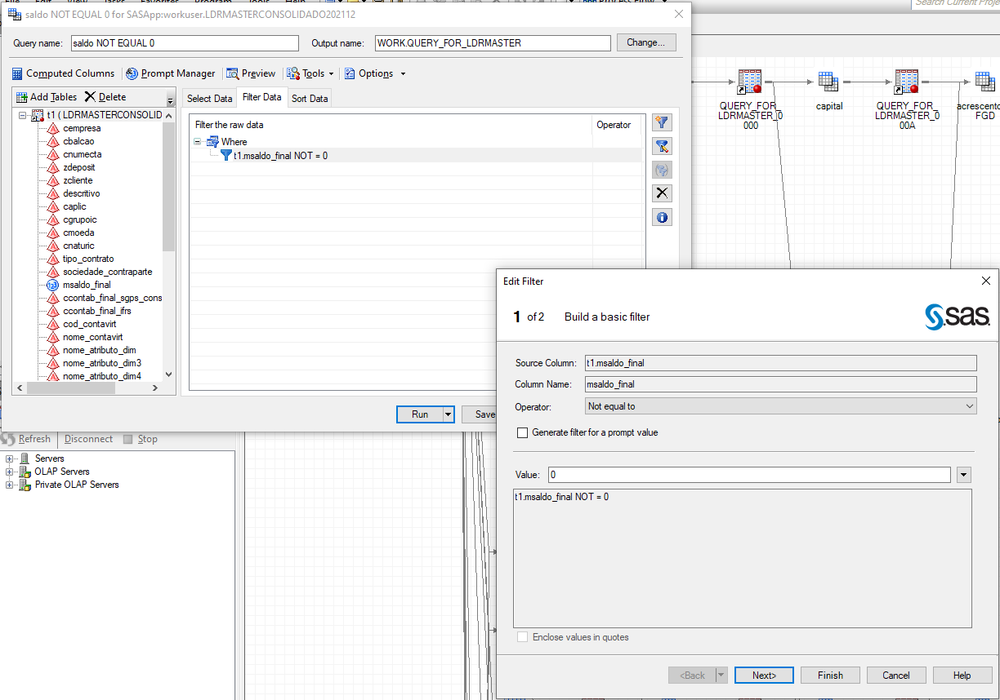 saldo NOT EQUAL 0 for SASApp:workuser.LDRMASTERCONSOLIDADO202112
Search Current Proje
Query name: saldo NOT EQUAL 0 Output name: WORK.QUERY_FOR_LDRMASTER Change...
Computed Columns Prompt Manager Preview Tools Options
Add Tables Delete
Select Data Filter Data Sort Data
t1 ( LDRMASTERCONSOLID
cempresa
cbalcao
cnumecta
zdeposit
zcliente
descritivo
caplic
cgrupoic
cmoeda
cnaturic
tipo_contrato
sociedade_contraparte
msaldo_final
ccontab_final_sgps_cons
ccontab_final_ifrs
cod_contavirt
nome_contavirt
nome_atributo_dim
nome_atributo_dim3
nome_atributo_dim4
Filter the raw data Operator
Where
t1.msaldo_final NOT = 0
Run Save
QUERY_FOR_
LDRMASTER_0
000
capital
QUERY_FOR_
LDRMASTER_0
00A
acrescento
FGD
Refresh Disconnect Stop
Servers
OLAP Servers
Private OLAP Servers
Edit Filter
1 of 2 Build a basic filter
sas
Source Column: t1.msaldo_final
Column Name: msaldo_final
Operator: Not equal to
Generate filter for a prompt value
Value: 0
t1.msaldo_final NOT = 0
Enclose values in quotes
<Back Next> Finish Cancel Help